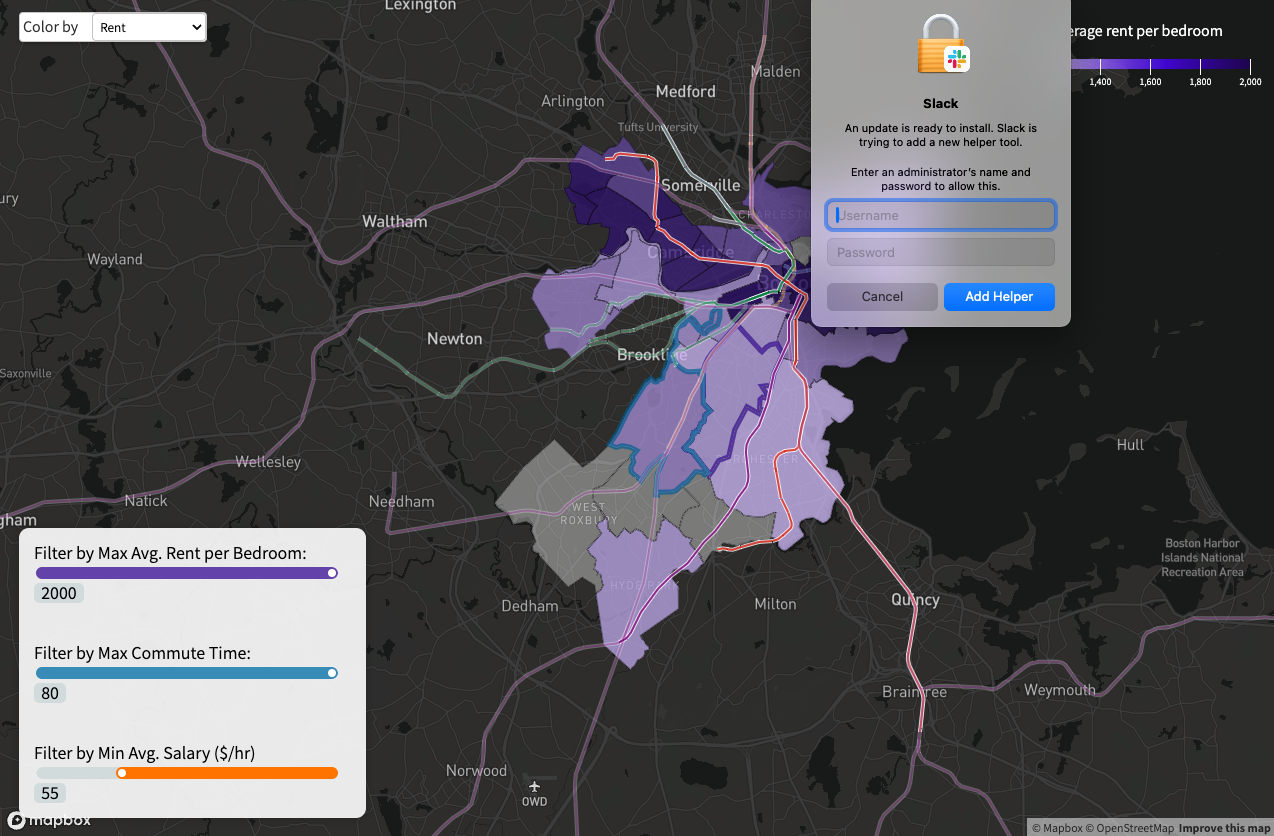 Color by
Rent
Lexington
Slack
An update is ready to install. Slack is
trying to add a new helper tool.
Enter an administrator's name and
password to allow this.
Username
Password
Cancel
Add Helper
erage rent per bedroom
1,400 1,600 1,800 2,000
Malden
Medford
Arlington
Tufts University
Somerville
CHARLESTO
ury
Waltham
Cambridge
Wayland
Newton
Brookline
Saxonville
Hull
Wellesley
DORCHESTER
Natick
Needham
WEST
ROXBURY
gham
Boston Harbor
Islands National
Recreation Area
HYDE PARK
Dedham
Milton
Quincy
Braintree
Weymouth
Norwood
OWD
Filter by Max Avg. Rent per Bedroom:
2000
Filter by Max Commute Time:
80
Filter by Min Avg. Salary ($/hr)
55
mapbox
© Mapbox © OpenStreetMap Improve this map